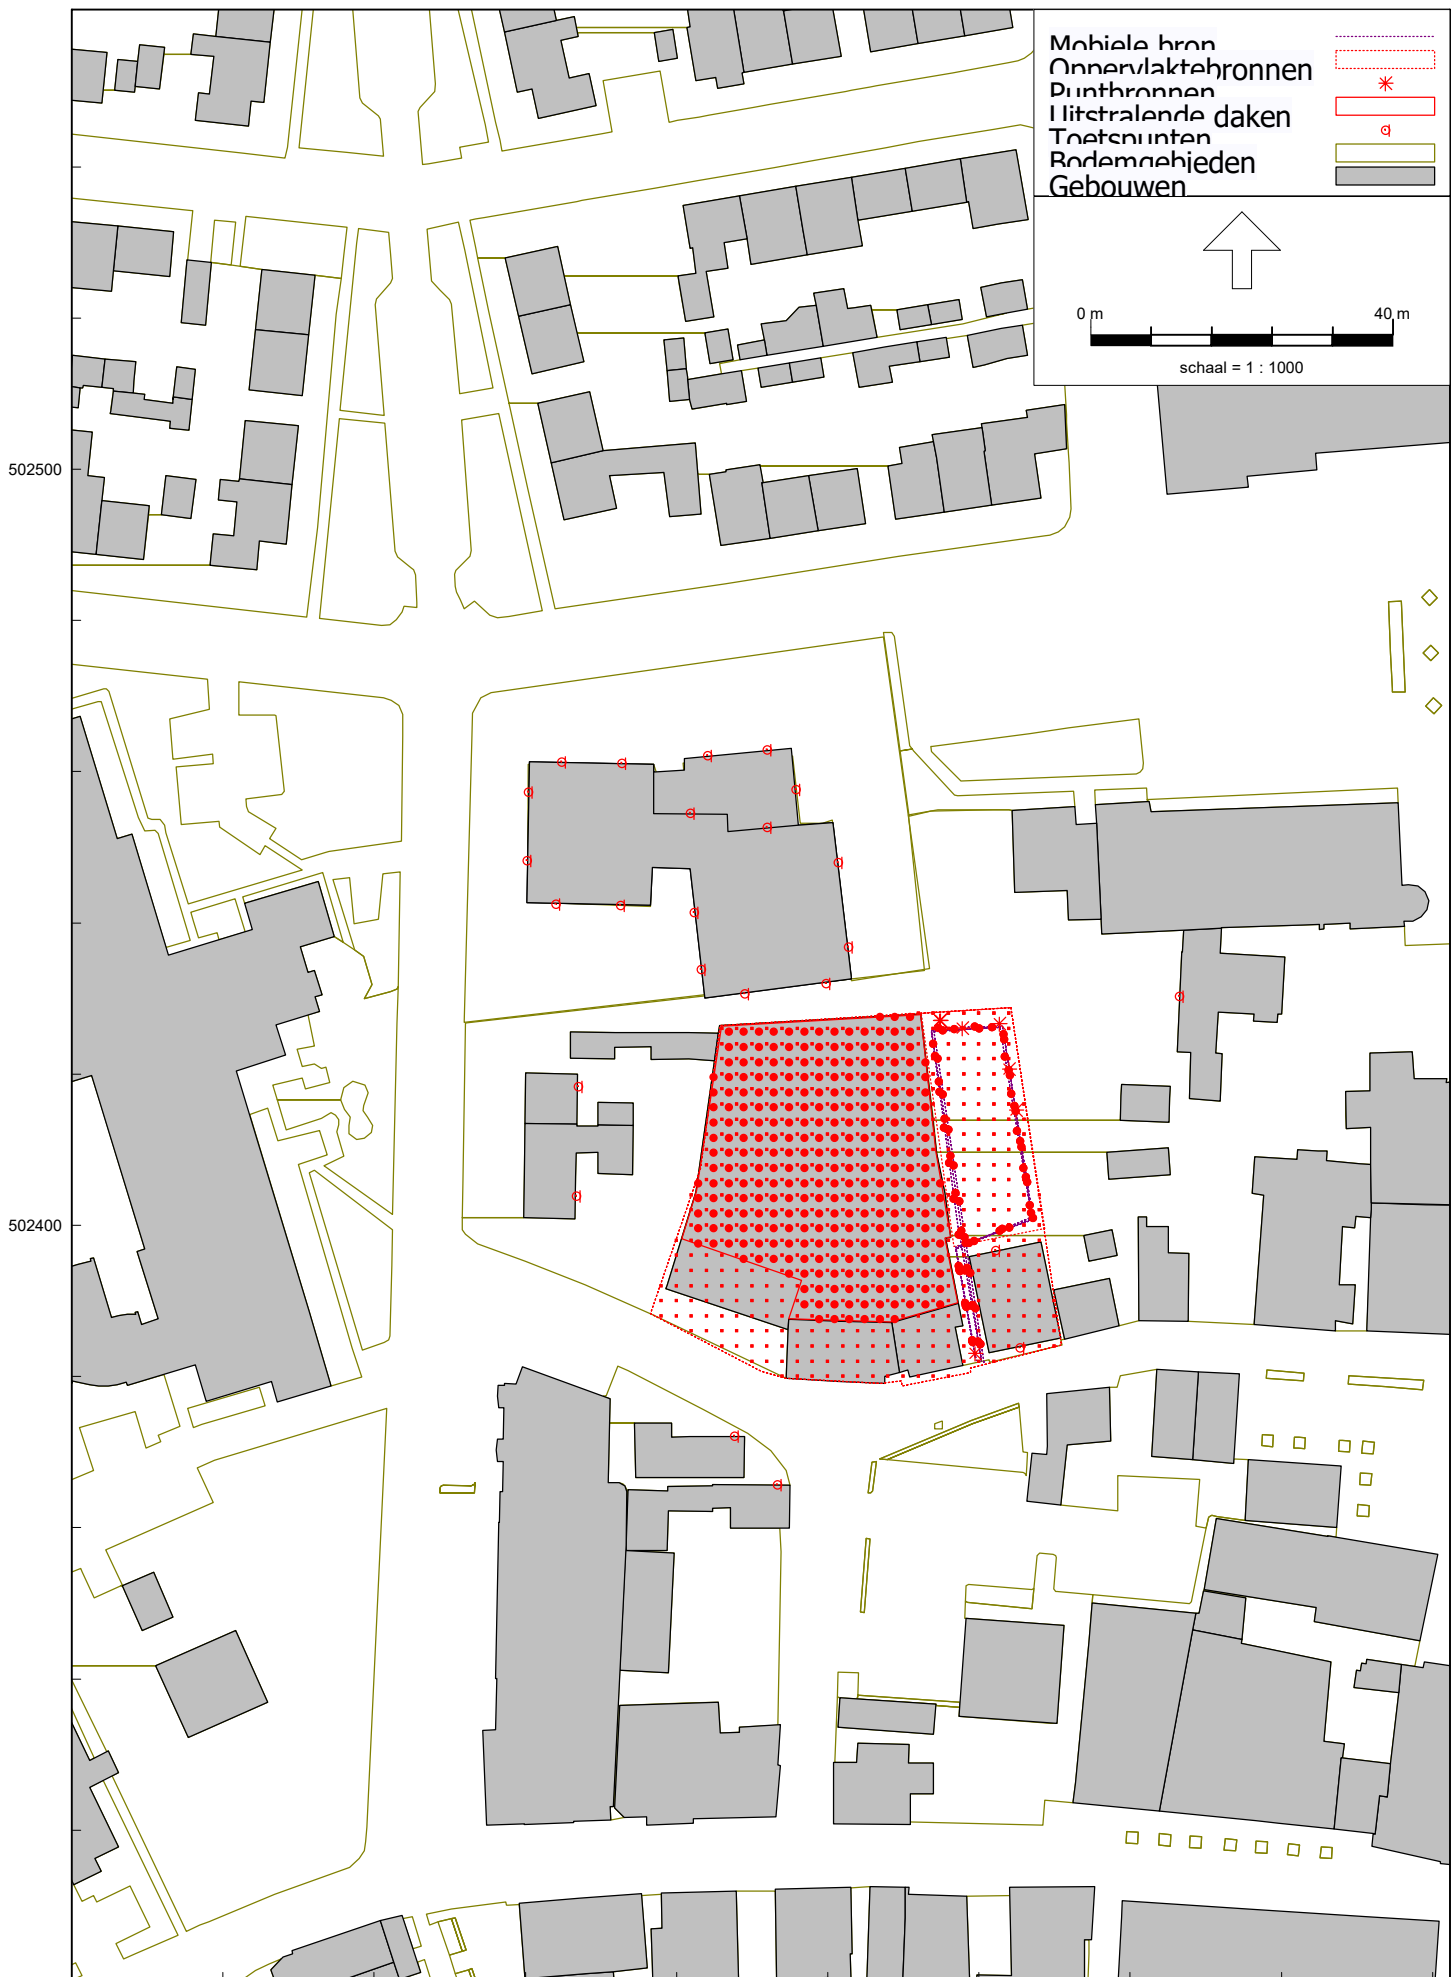 Mobiele bron
Oppervlaktebronnen
Puntbronnen
Uitstralende daken
Toetspunten
Bodemgebieden
Gebouwen
0 m 40 m
schaal = 1 : 1000
502500
502400